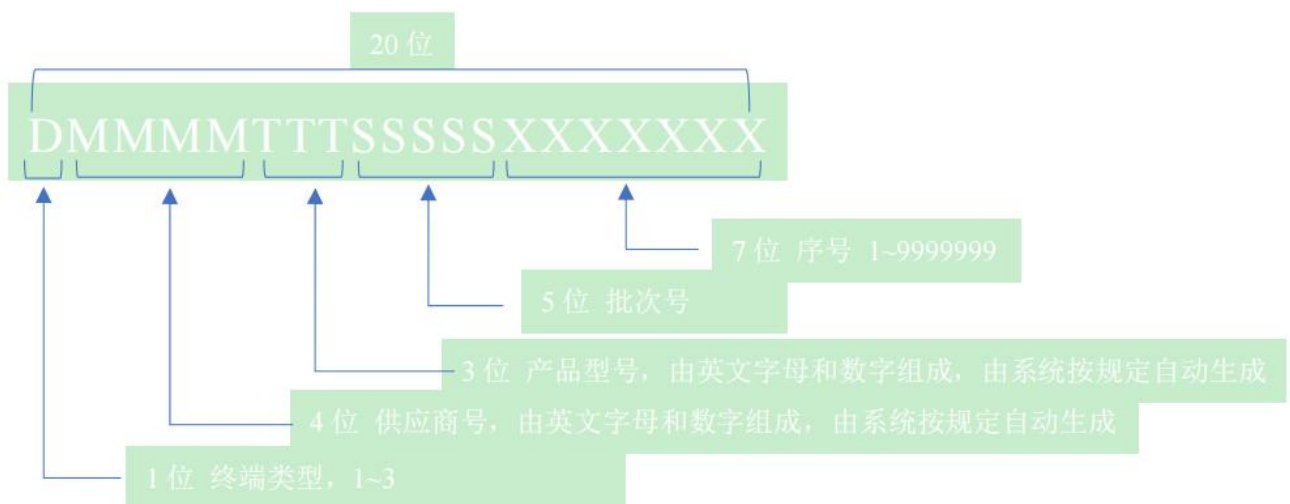 20 位
DMMMMTTTSSSSSXXXXXXX
7 位 序号 1~9999999
5 位 批次号
3 位 产品型号，由英文字母和数字组成，由系统按规定自动生成
4 位 供应商号，由英文字母和数字组成，由系统按规定自动生成
1 位 终端类型，1~3